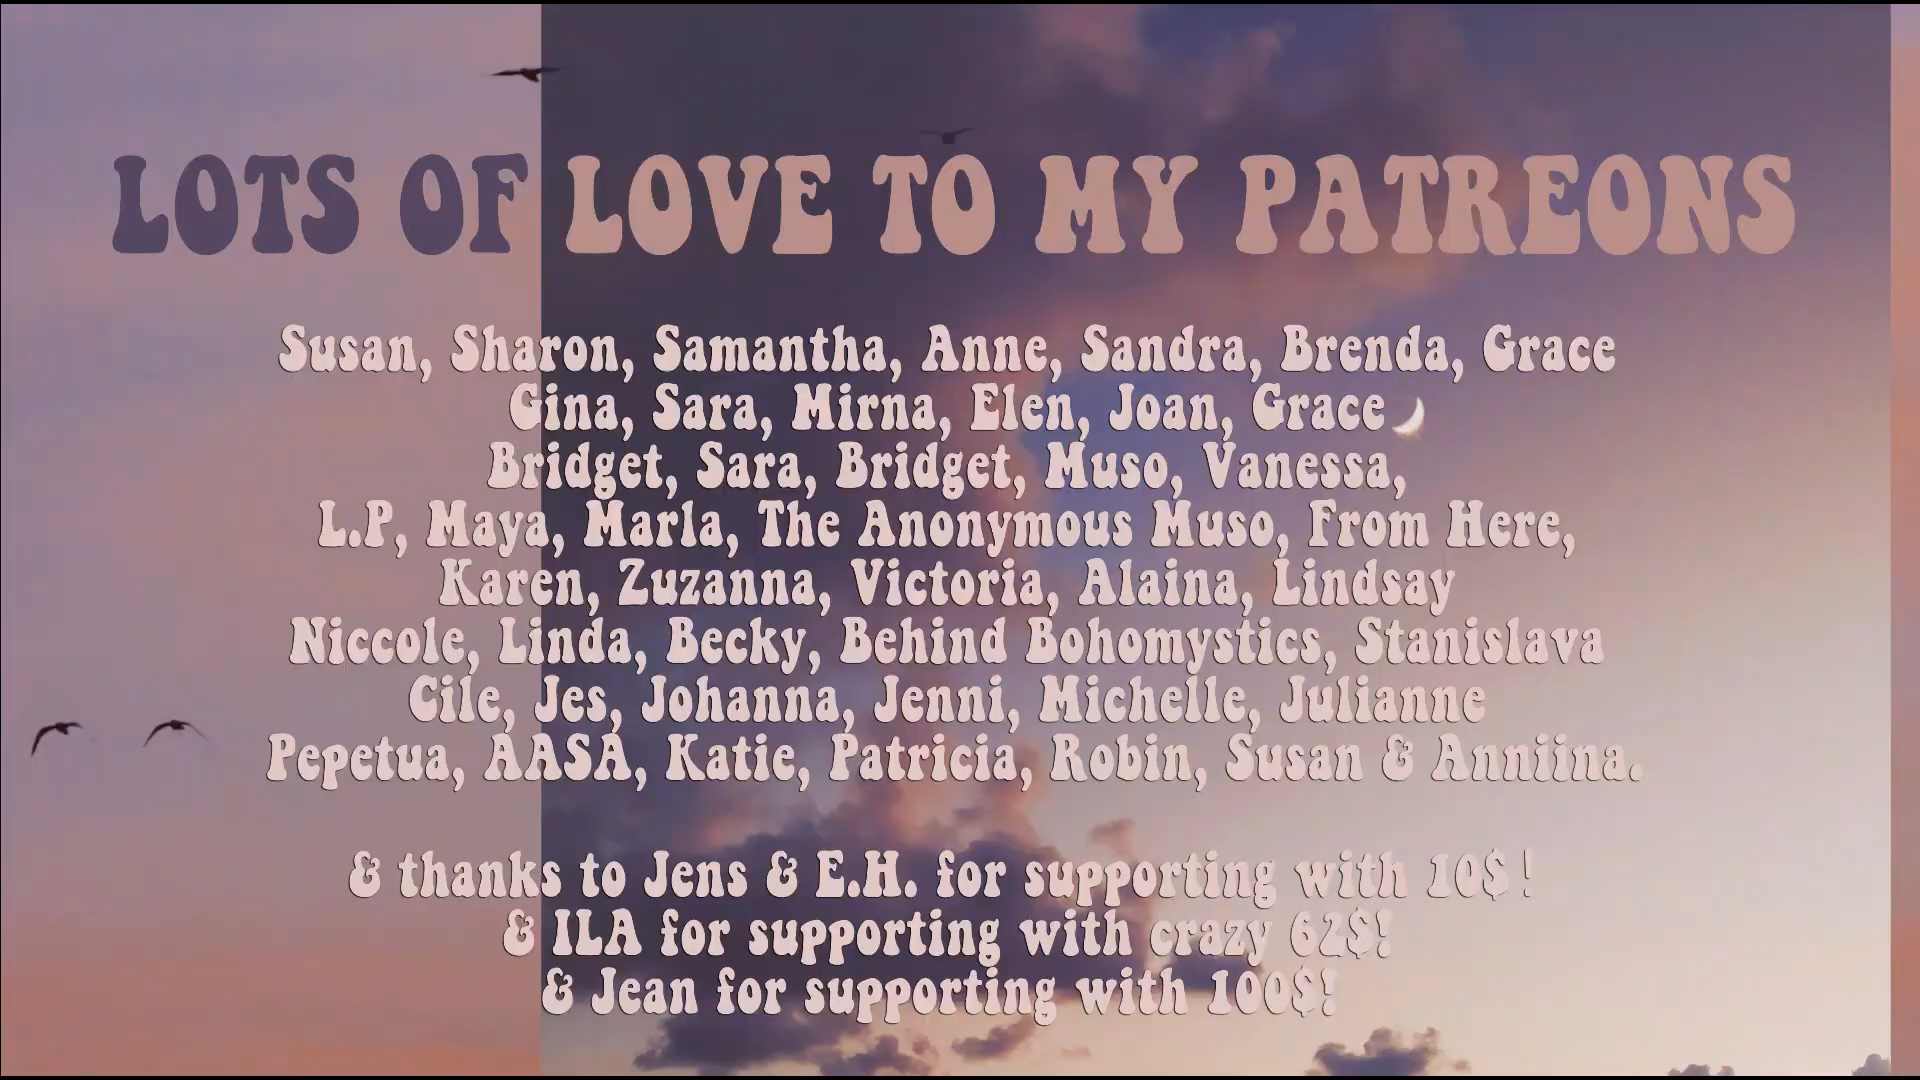 LOTS OF LOVE TO MY PATREONS
Susan, Sharon, Samantha, Anne, Sandra, Brenda, Grace
Gina, Sara, Mirna, Elen, Joan, Grace
Bridget, Sara, Bridget, Muso, Vanessa,
L.P, Maya, Marla, The Anonymous Muso, From Here,
Karen, Zuzanna, Victoria, Alaina, Lindsay
Niccole, Linda, Becky, Behind Bohomystics, Stanislava
Cile, Jes, Johanna, Jenni, Michelle, Julianne
Pepetua, AASA, Katie, Patricia, Robin, Susan & Anniina.
& thanks to Jens & E.H. for supporting with 10$ !
& ILA for supporting with crazy 62$!
& Jean for supporting with 100$!